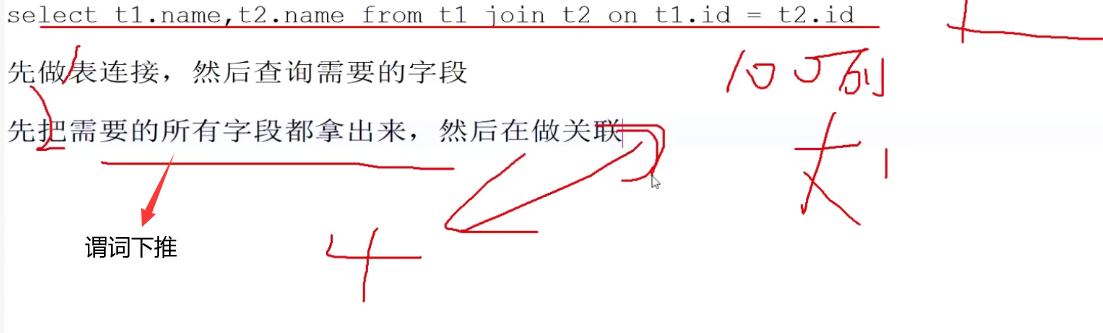 select t1.name,t2.name from t1 join t2 on t1.id = t2.id
先做表连接，然后查询需要的字段
100列
先把需要的所有字段都拿出来，然后在做关联
大
谓词下推
4